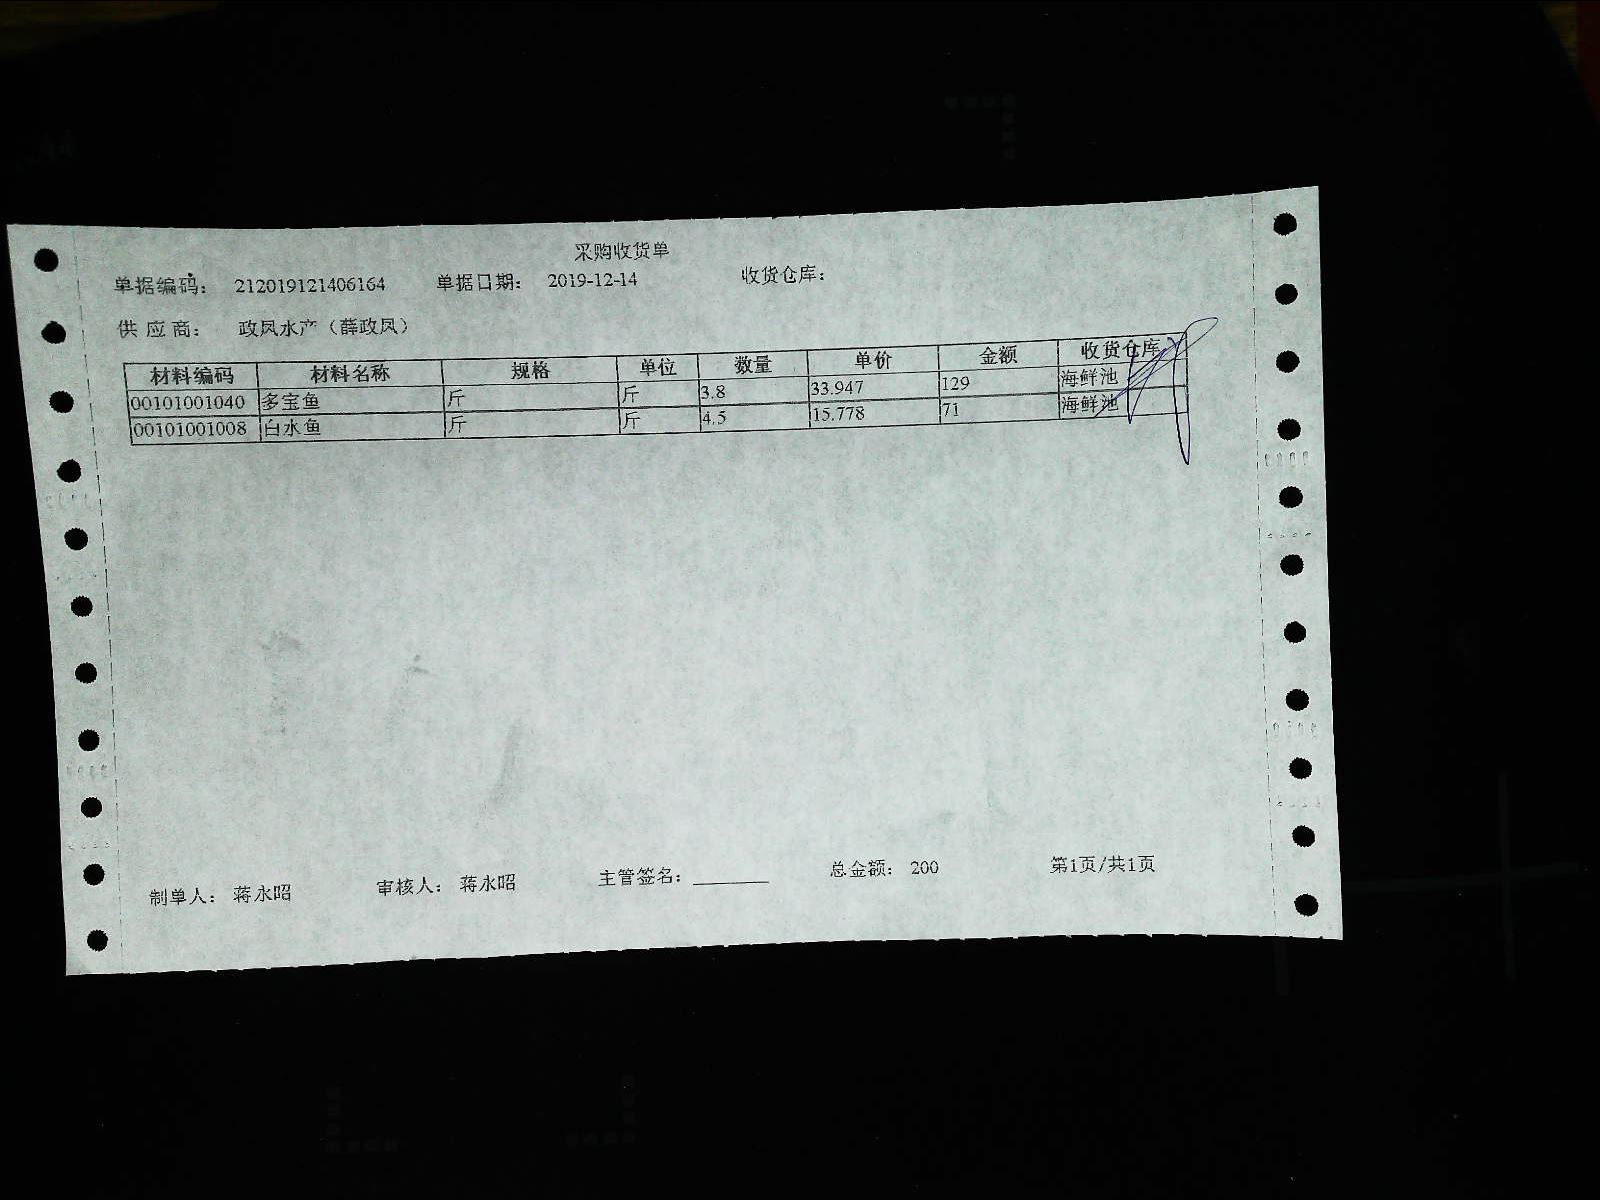 采购收货单
单据编码： 212019121406164 单据日期： 2019-12-14 收货仓库：
供应商： 政凤水产（薛政凤）
材料编码 材料名称 规格 单位 数量 单价 金额 收货仓库
00101001040 多宝鱼 斤 斤 3.8 33.947 129 海鲜池
00101001008 白水鱼 斤 斤 4.5 15.778 71 海鲜池
制单人： 蒋永昭 审核人： 蒋永昭 主管签名： 总金额： 200 第1页/共1页